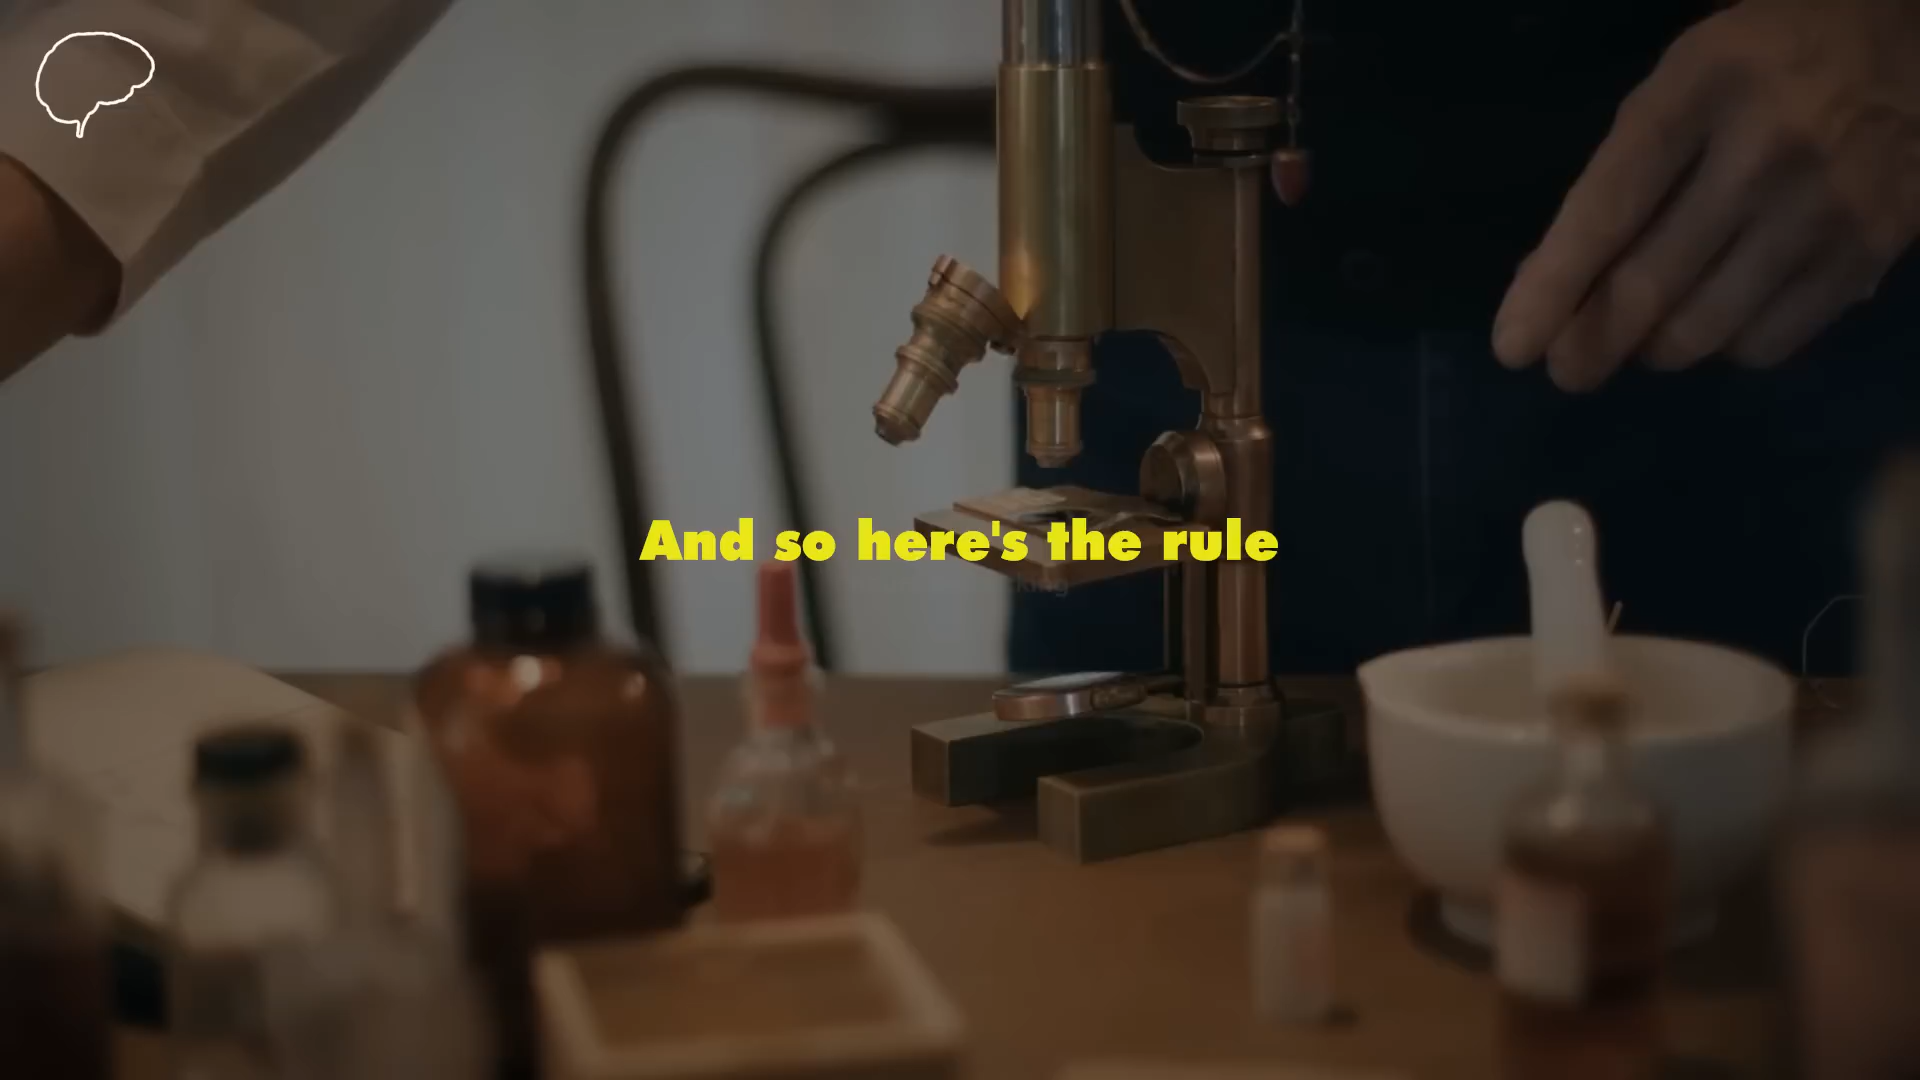 And so here's the rule